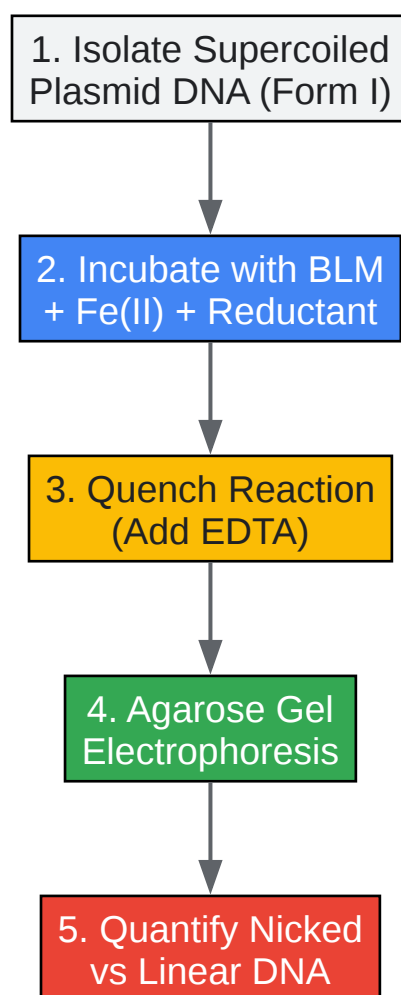 1. Isolate Supercoiled
Plasmid DNA (Form I)
2. Incubate with BLM
+ Fe(II) + Reductant
3. Quench Reaction
(Add EDTA)
4. Agarose Gel
Electrophoresis
5. Quantify Nicked
vs Linear DNA